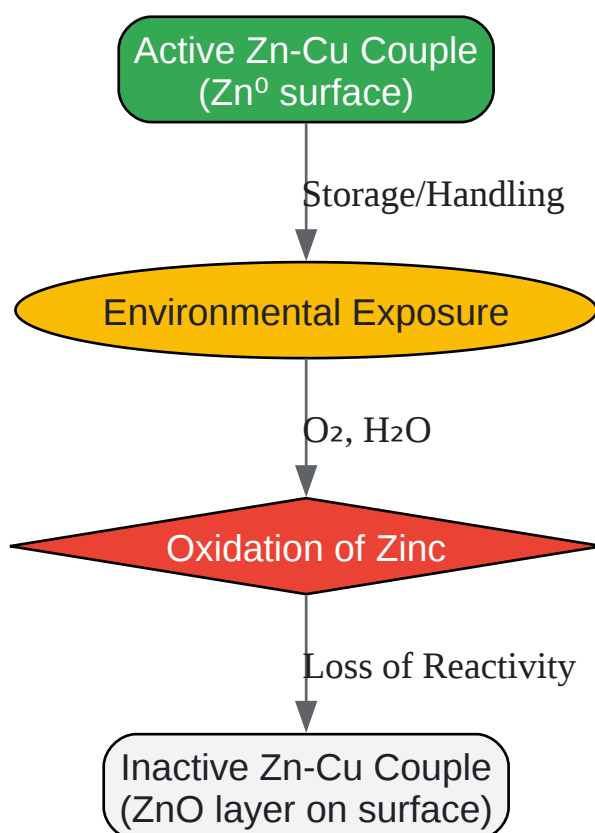 Active Zn-Cu Couple
(Zn⁰ surface)
Storage/Handling
Environmental Exposure
O₂, H₂O
Oxidation of Zinc
Loss of Reactivity
Inactive Zn-Cu Couple
(ZnO layer on surface)